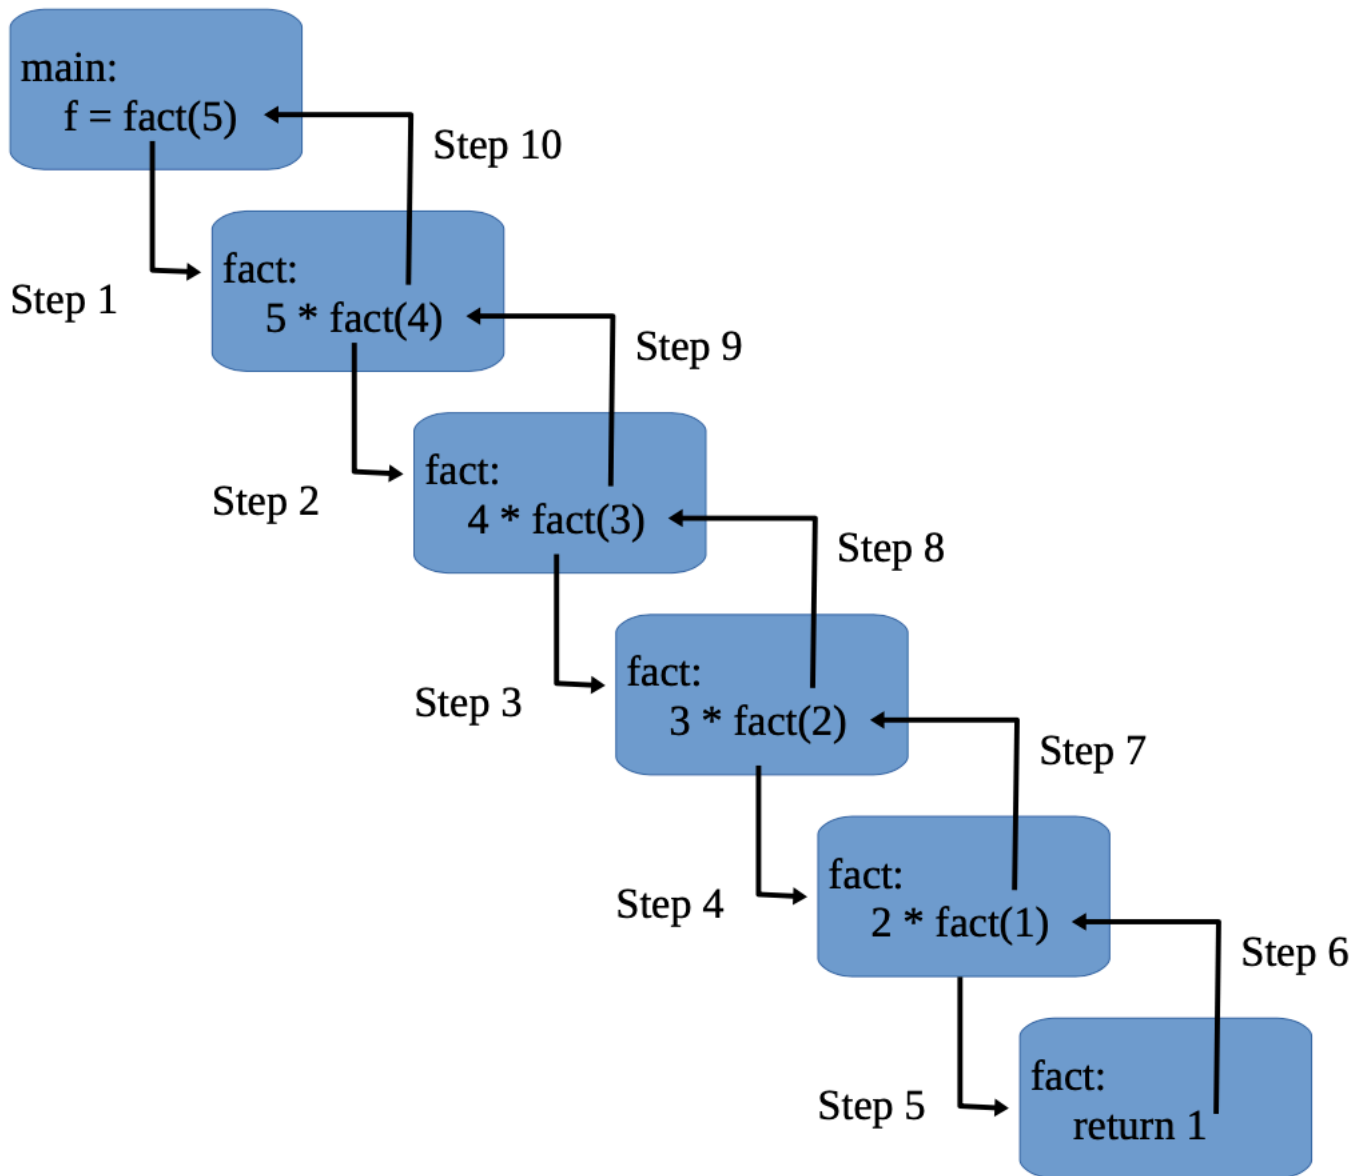 main:
f = fact(5)
Step 10
Step 1
fact:
5 * fact(4)
Step 9
Step 2
fact:
4 * fact(3)
Step 8
Step 3
fact:
3 * fact(2)
Step 7
Step 4
fact:
2 * fact(1)
Step 6
Step 5
fact:
return 1